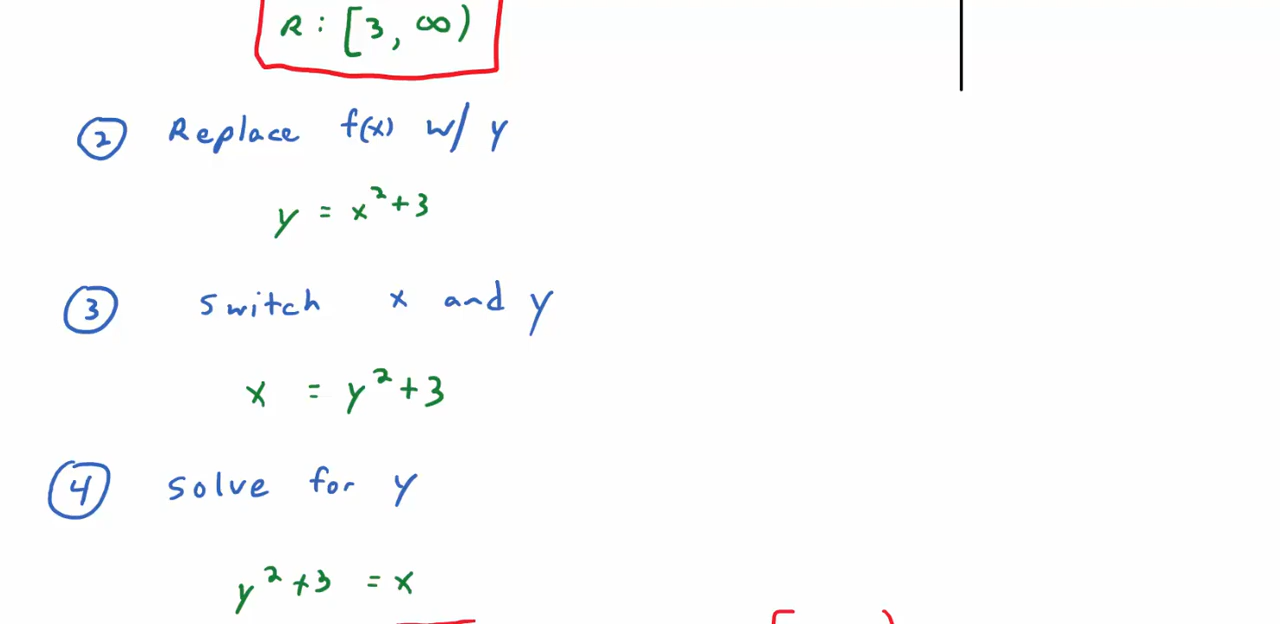 R : [3, ∞)
② Replace f(x) w/ y
y = x² + 3
③ switch x and y
x = y² + 3
④ solve for y
y² + 3 = x